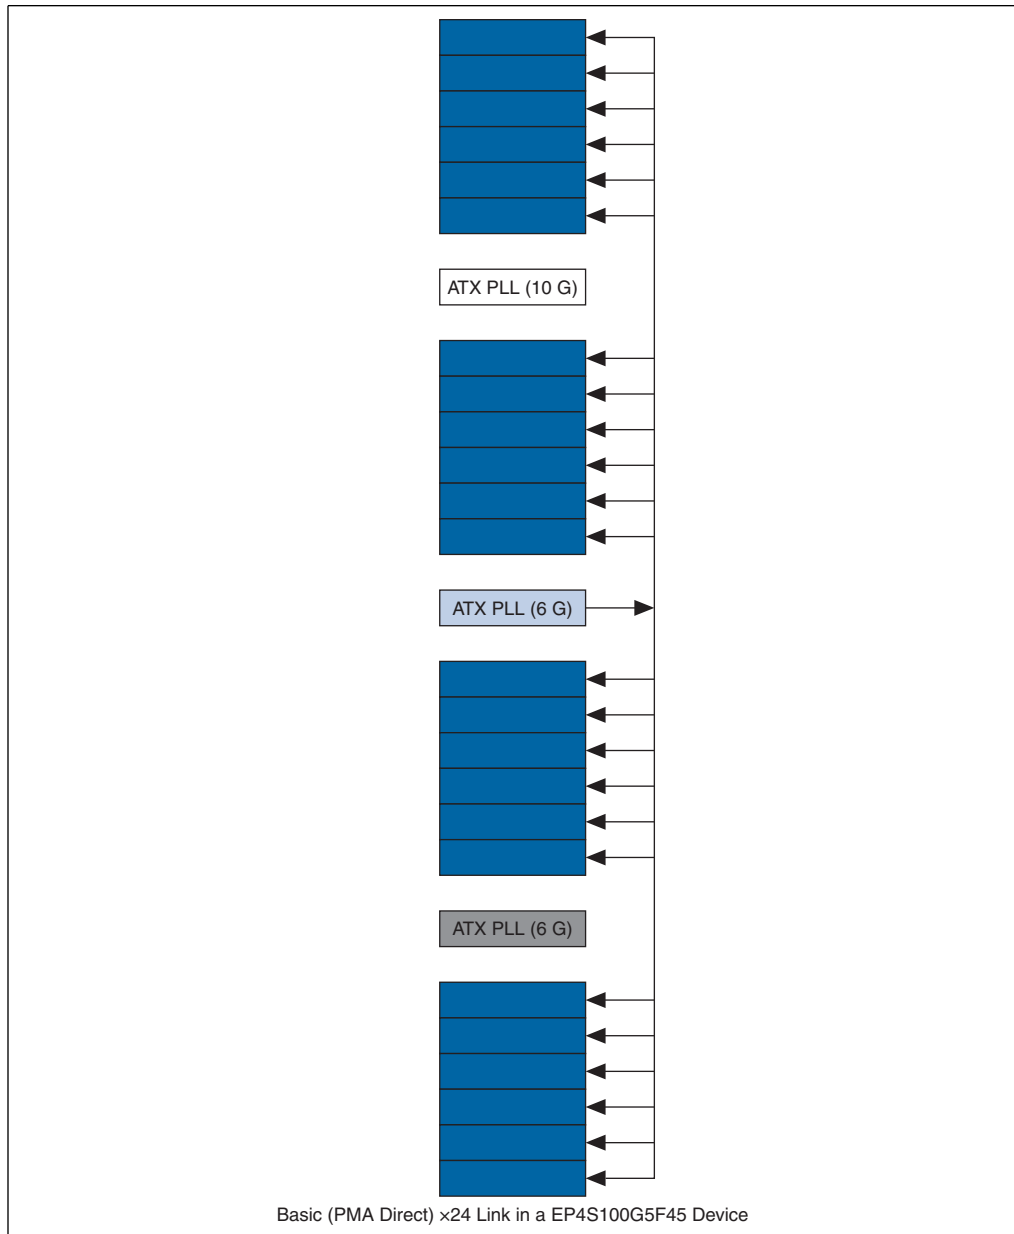 ATX PLL (10 G)
ATX PLL (6 G)
ATX PLL (6 G)
Basic (PMA Direct) ×24 Link in a EP4S100G5F45 Device